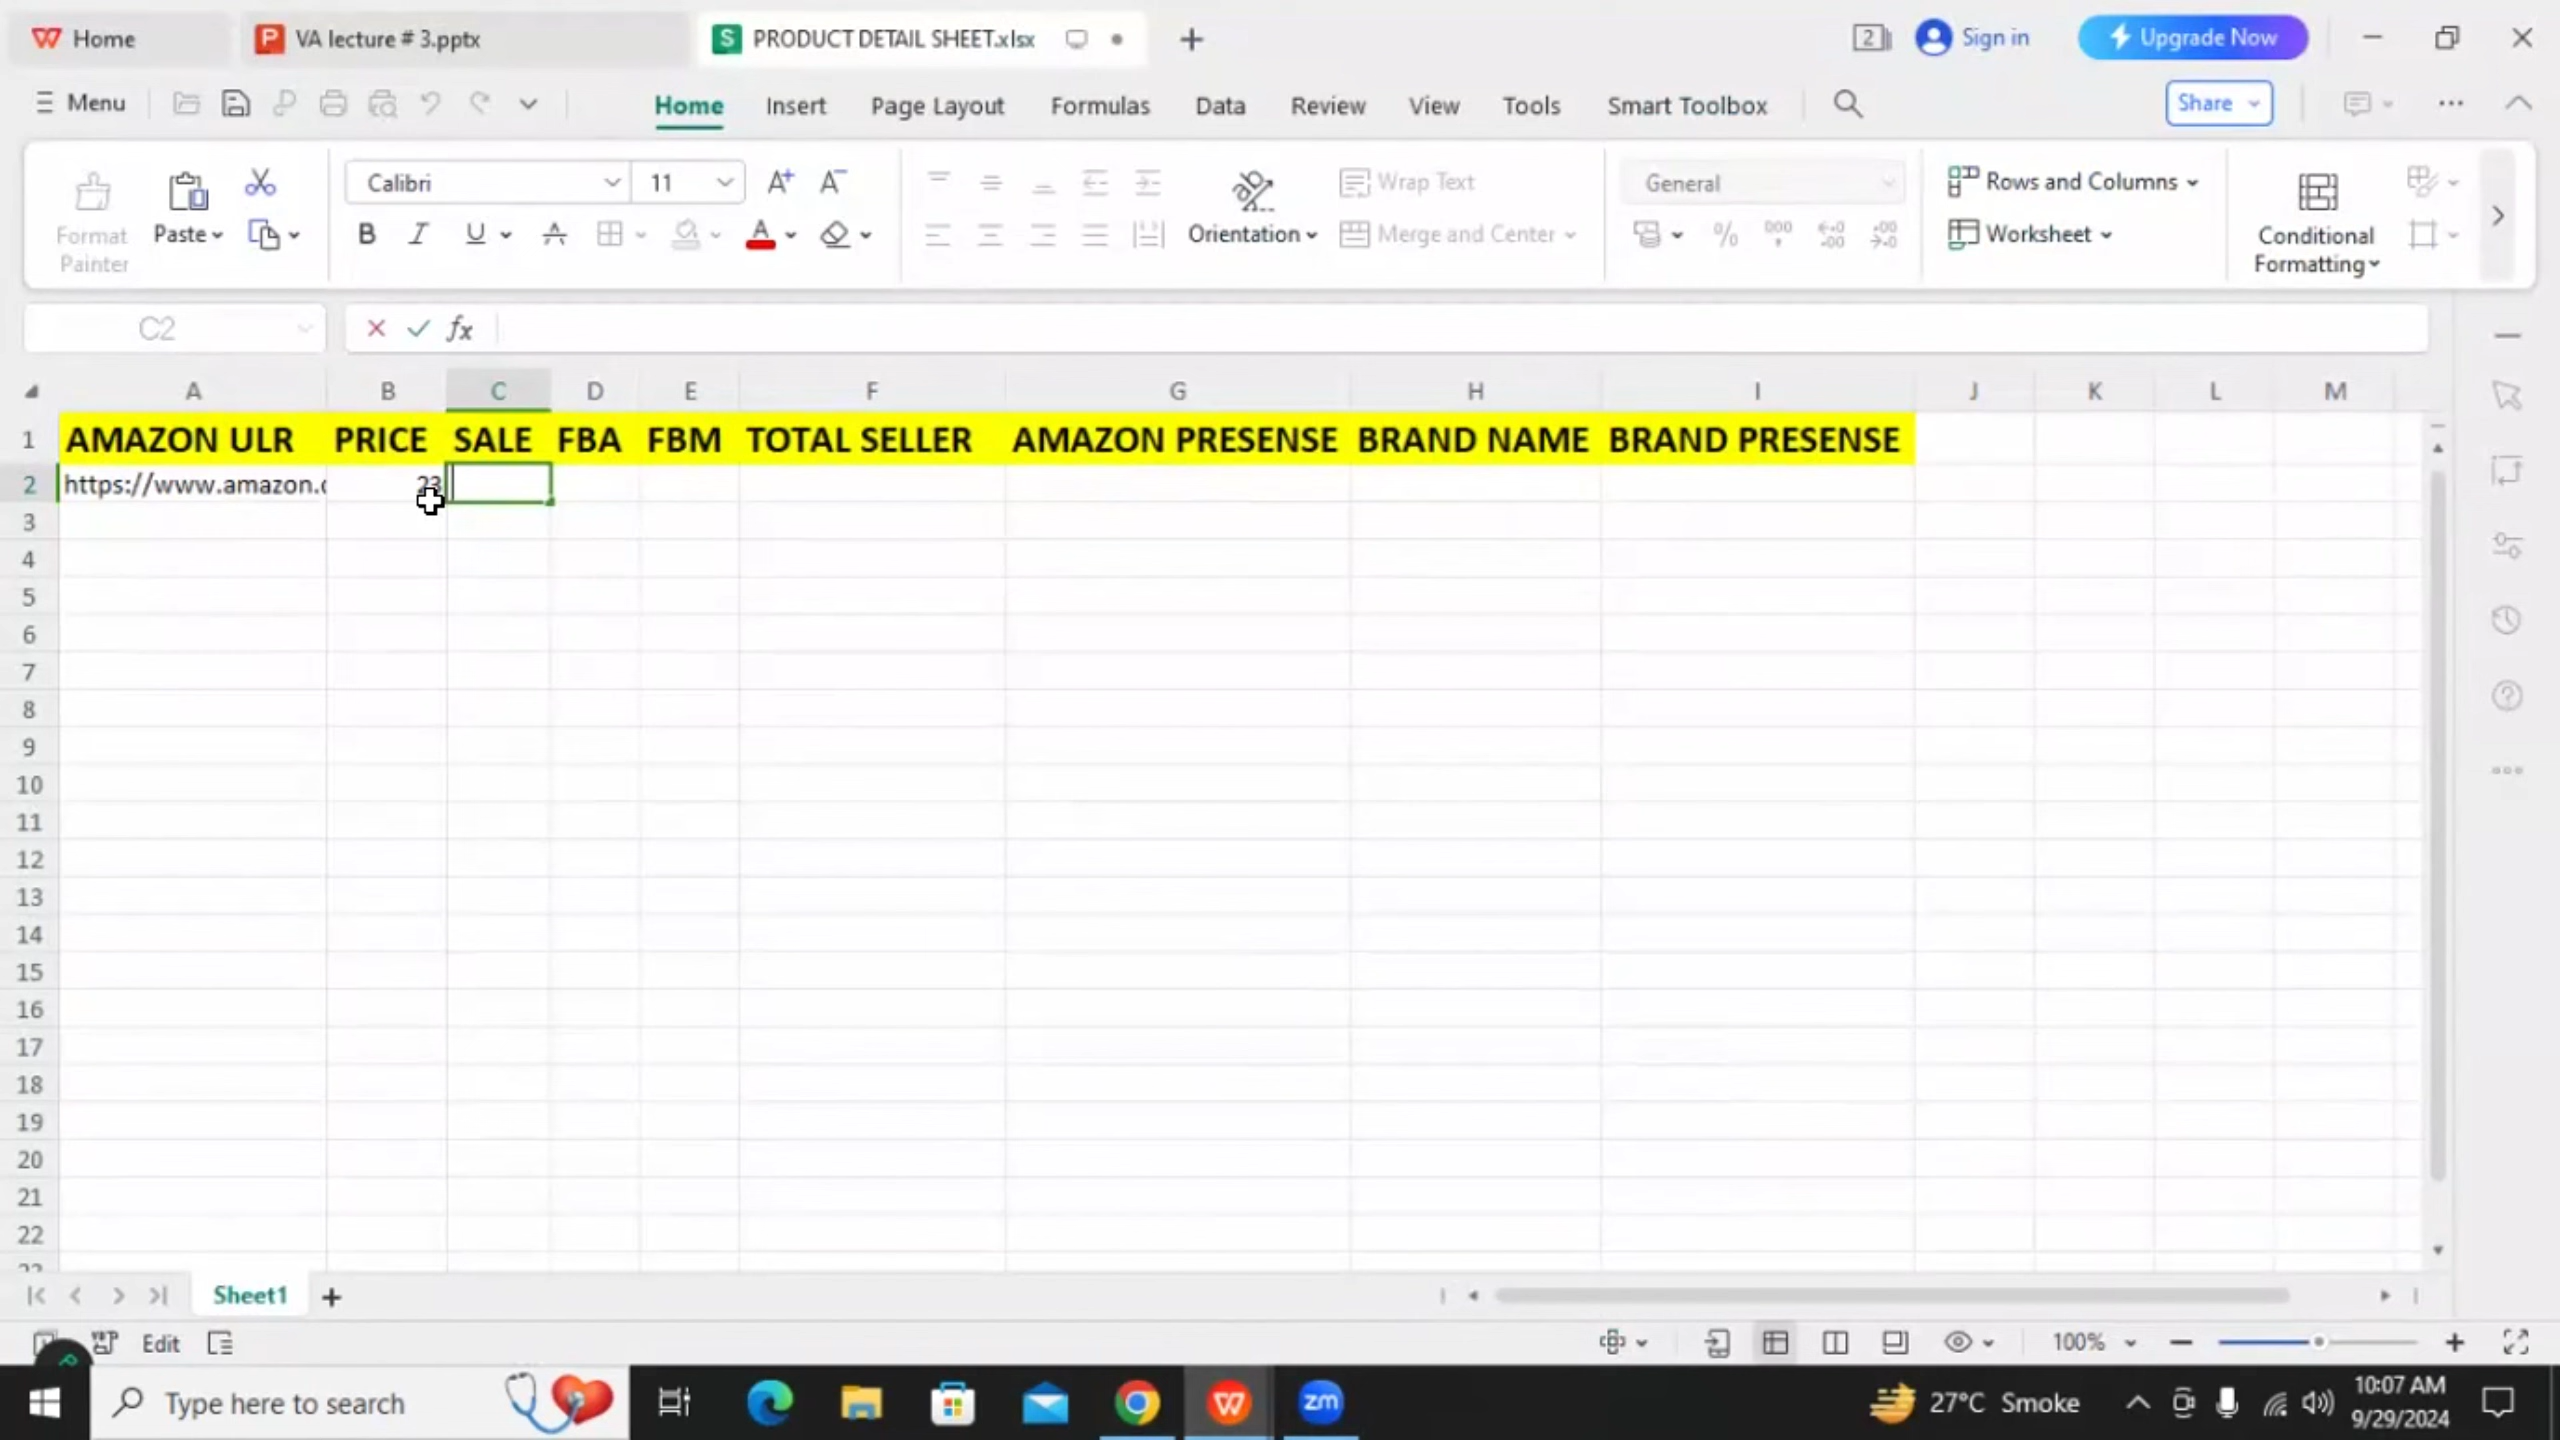 Home
VA lecture # 3.pptx
PRODUCT DETAIL SHEET.xlsx
2
Sign in
Upgrade Now
Menu
Home
Insert
Page Layout
Formulas
Data
Review
View
Tools
Smart Toolbox
Share
Format Painter
Paste
Calibri
11
Orientation
Wrap Text
Merge and Center
General
Rows and Columns
Worksheet
Conditional Formatting
C2
fx
A B C D E F G H I J K L M
1 AMAZON ULR PRICE SALE FBA FBM TOTAL SELLER AMAZON PRESENSE BRAND NAME BRAND PRESENSE
2 https://www.amazon. 23
3
4
5
6
7
8
9
10
11
12
13
14
15
16
17
18
19
20
21
22
Sheet1
Edit
100%
Type here to search
zm
27°C Smoke
10:07 AM
9/29/2024